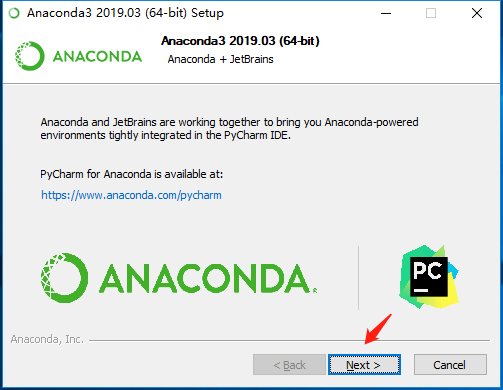 Anaconda3 2019.03 (64-bit) Setup
ANACONDA
Anaconda3 2019.03 (64-bit)
Anaconda + JetBrains
Anaconda and JetBrains are working together to bring you Anaconda-powered
environments tightly integrated in the PyCharm IDE.
PyCharm for Anaconda is available at:
https://www.anaconda.com/pycharm
ANACONDA®
PC
Anaconda, Inc.
< Back
Next >
Cancel